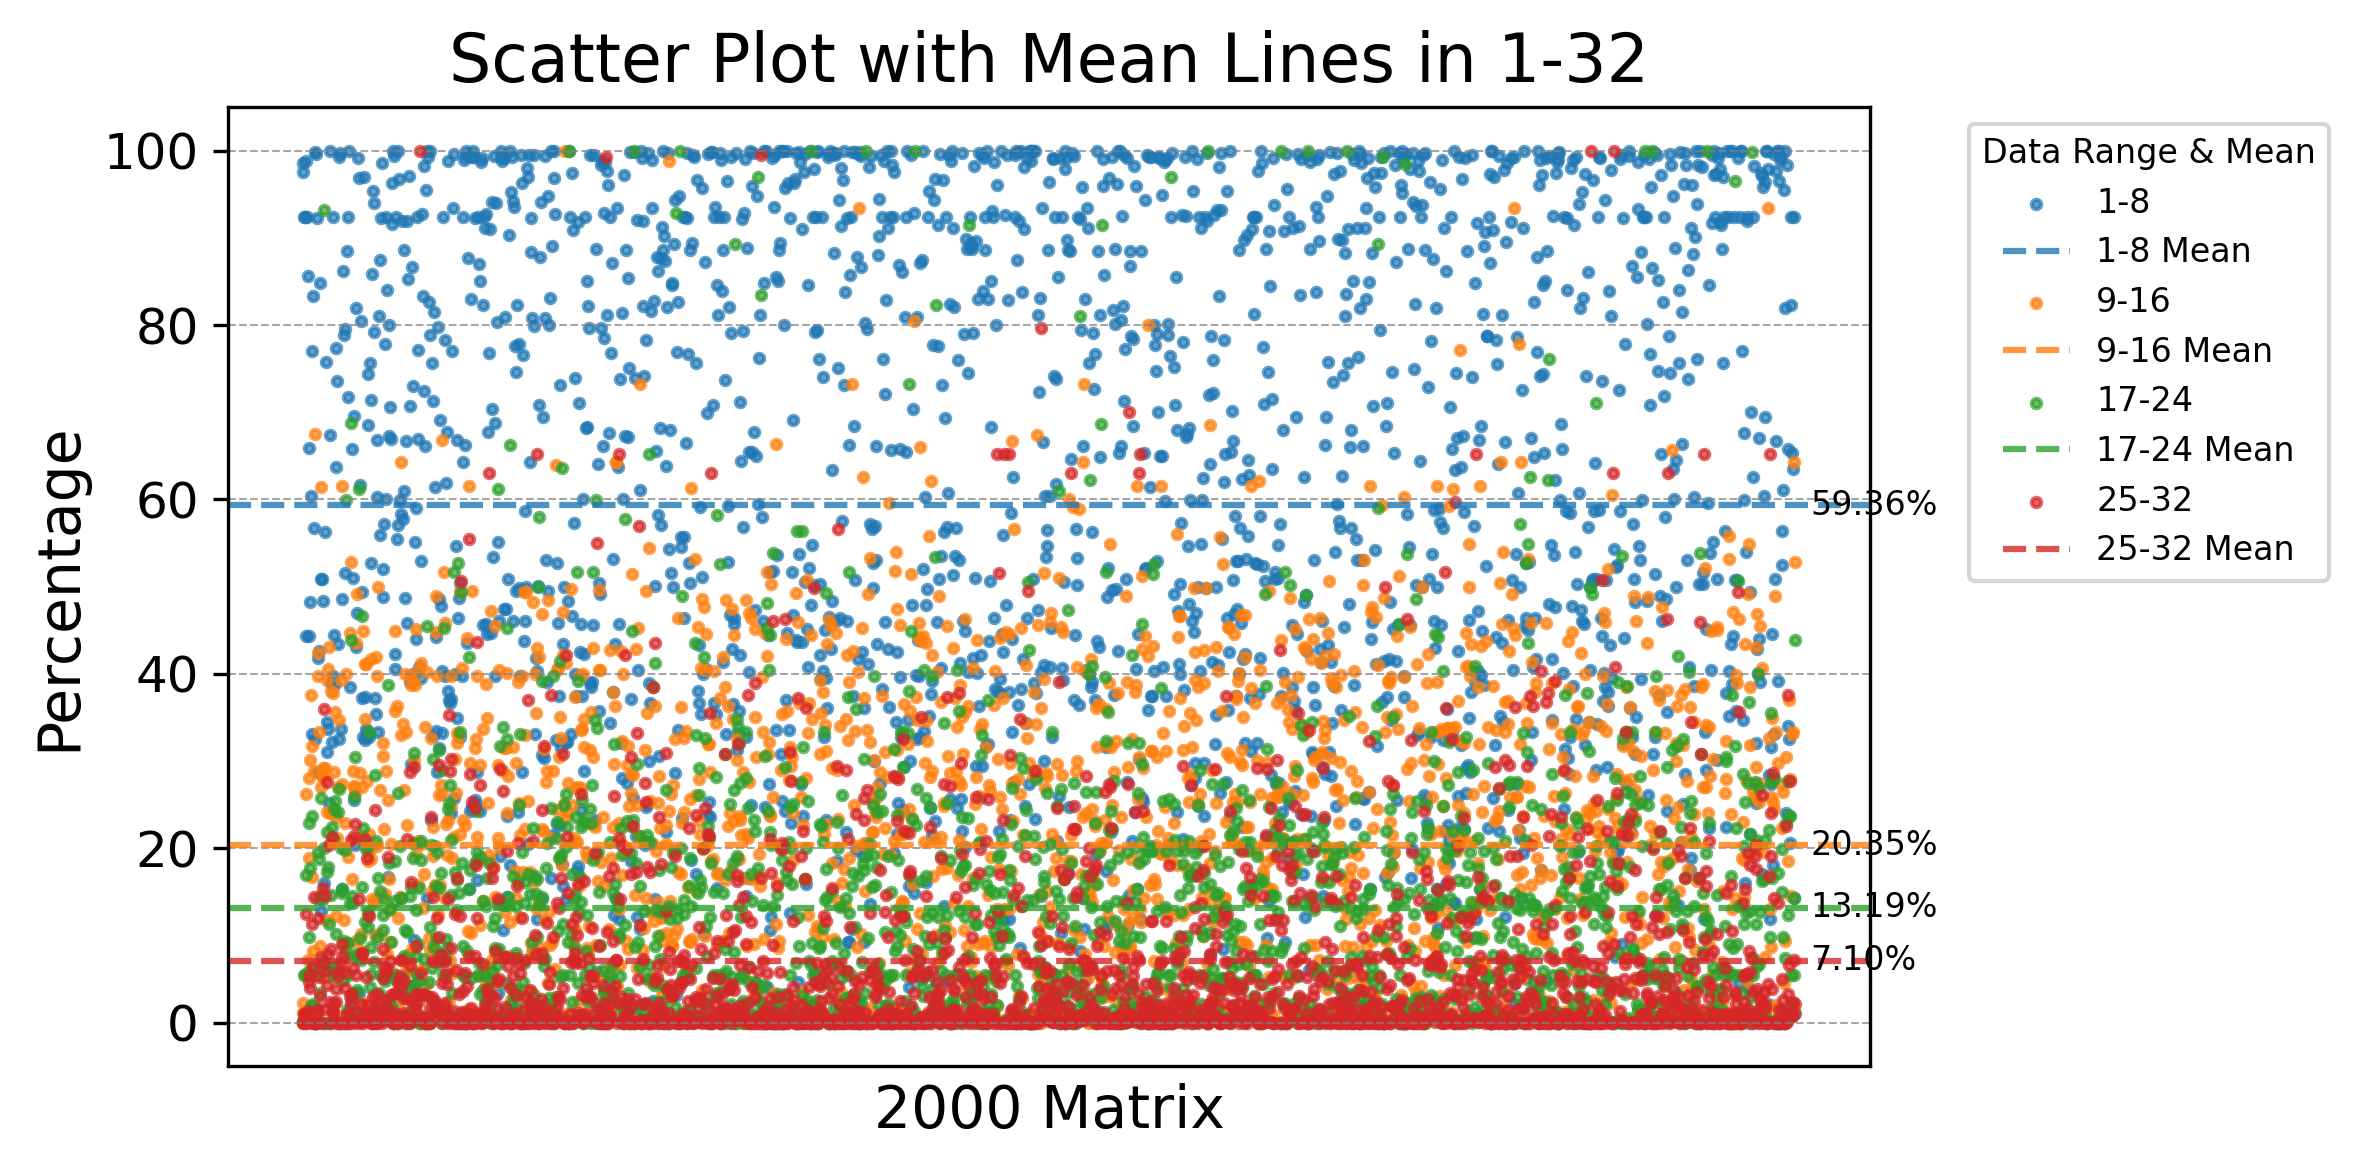 Scatter Plot with Mean Lines in 1-32
Percentage
100
80
60
40
20
0
59.36%
20.35%
13.19%
7.10%
2000 Matrix
Data Range & Mean
1-8
1-8 Mean
9-16
9-16 Mean
17-24
17-24 Mean
25-32
25-32 Mean